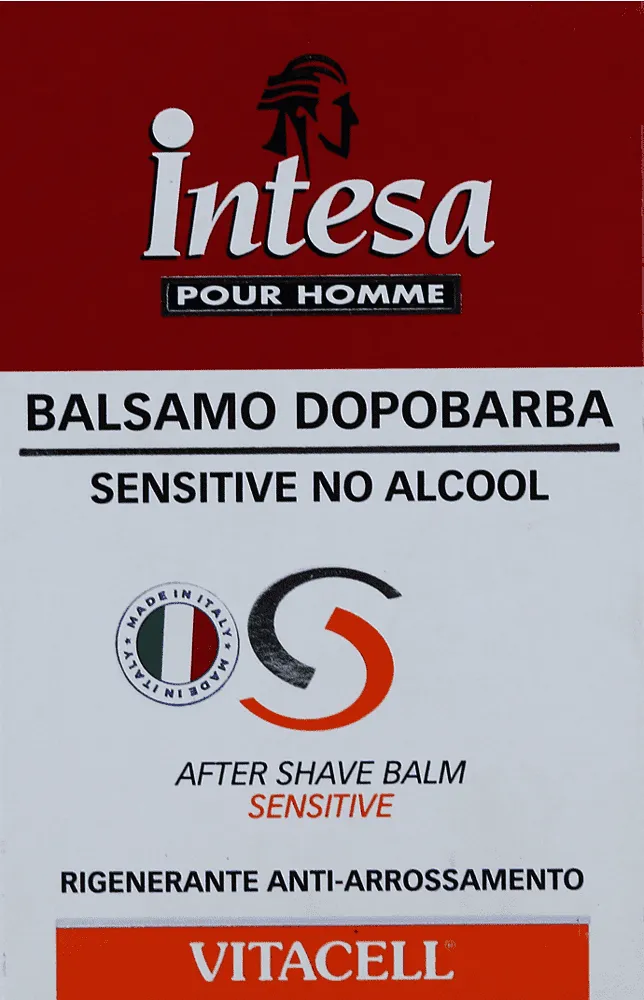 intesa
POUR HOMME
BALSAMO DOPOBARBA
SENSITIVE NO ALCOOL
★ MADE IN ITALY ★ MADE IN ITALY
AFTER SHAVE BALM
SENSITIVE
RIGENERANTE ANTI-ARROSSAMENTO
VITACELL®